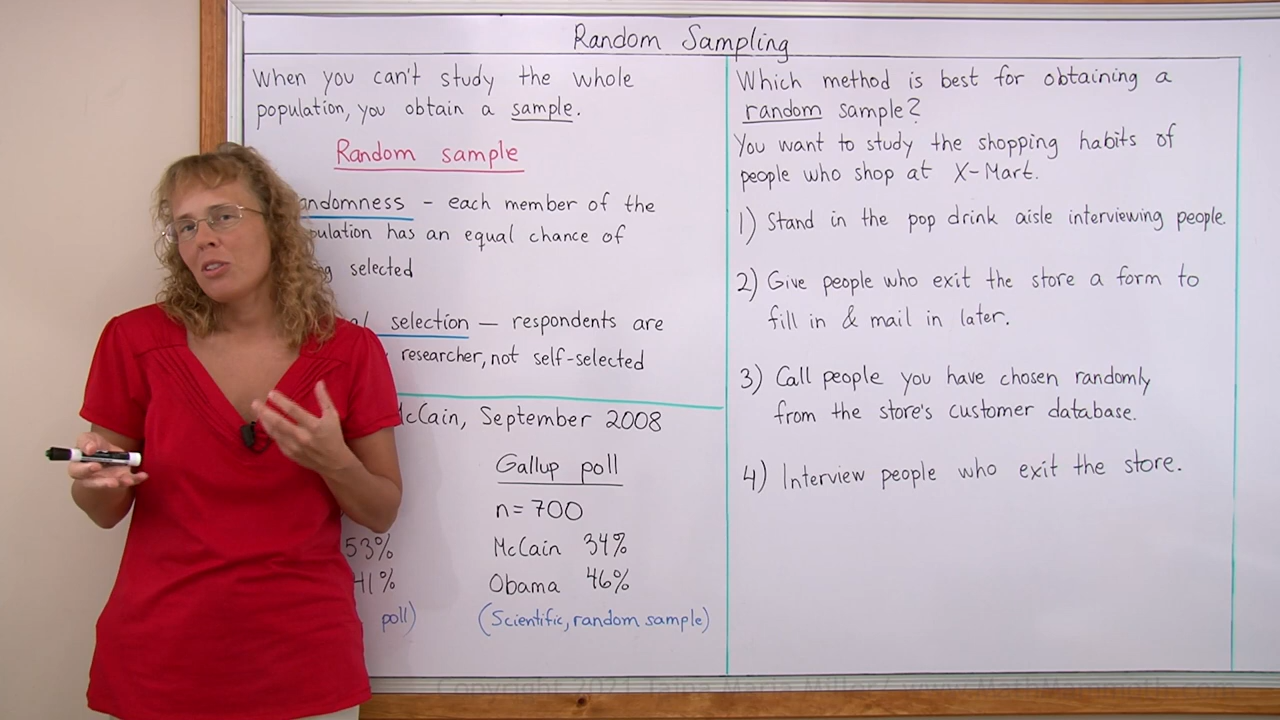 Random Sampling
When you can't study the whole
population, you obtain a sample.
Random sample
andomness - each member of the
pulation has an equal chance of
selected
selection — respondents are
researcher, not self-selected
McCain, September 2008
Gallup poll
n = 700
53% McCain 34%
41% Obama 46%
poll) (Scientific, random sample)
Which method is best for obtaining a
random sample?
You want to study the shopping habits of
people who shop at X-Mart.
1) Stand in the pop drink aisle interviewing people
2) Give people who exit the store a form to
fill in & mail in later.
3) Call people you have chosen randomly
from the store's customer database.
4) Interview people who exit the store.